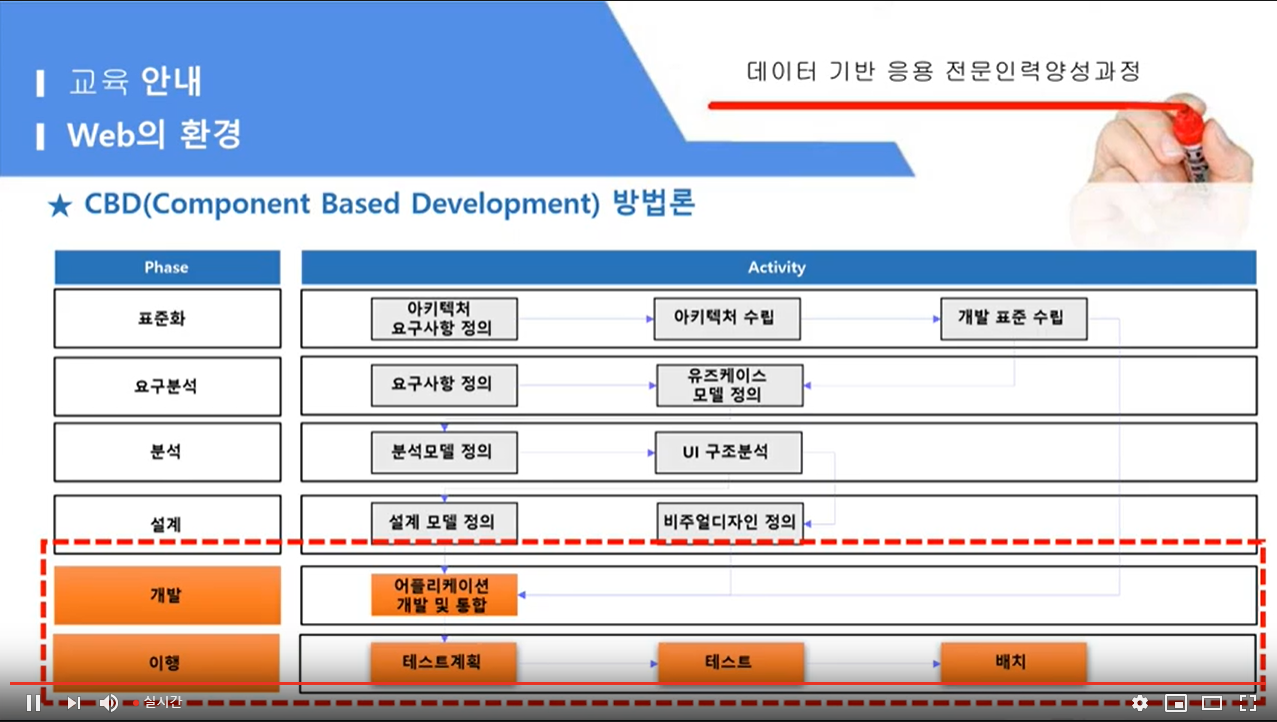 교육 안내
Web의 환경
데이터 기반 응용 전문인력양성과정
★ CBD(Component Based Development) 방법론
Phase
Activity
표준화
아키텍처
요구사항 정의
아키텍처 수립
개발 표준 수립
요구분석
요구사항 정의
유즈케이스
모델 정의
분석
분석모델 정의
UI 구조분석
설계
설계 모델 정의
비주얼디자인 정의
개발
어플리케이션
개발 및 통합
이행
테스트계획
테스트
배치
실시간